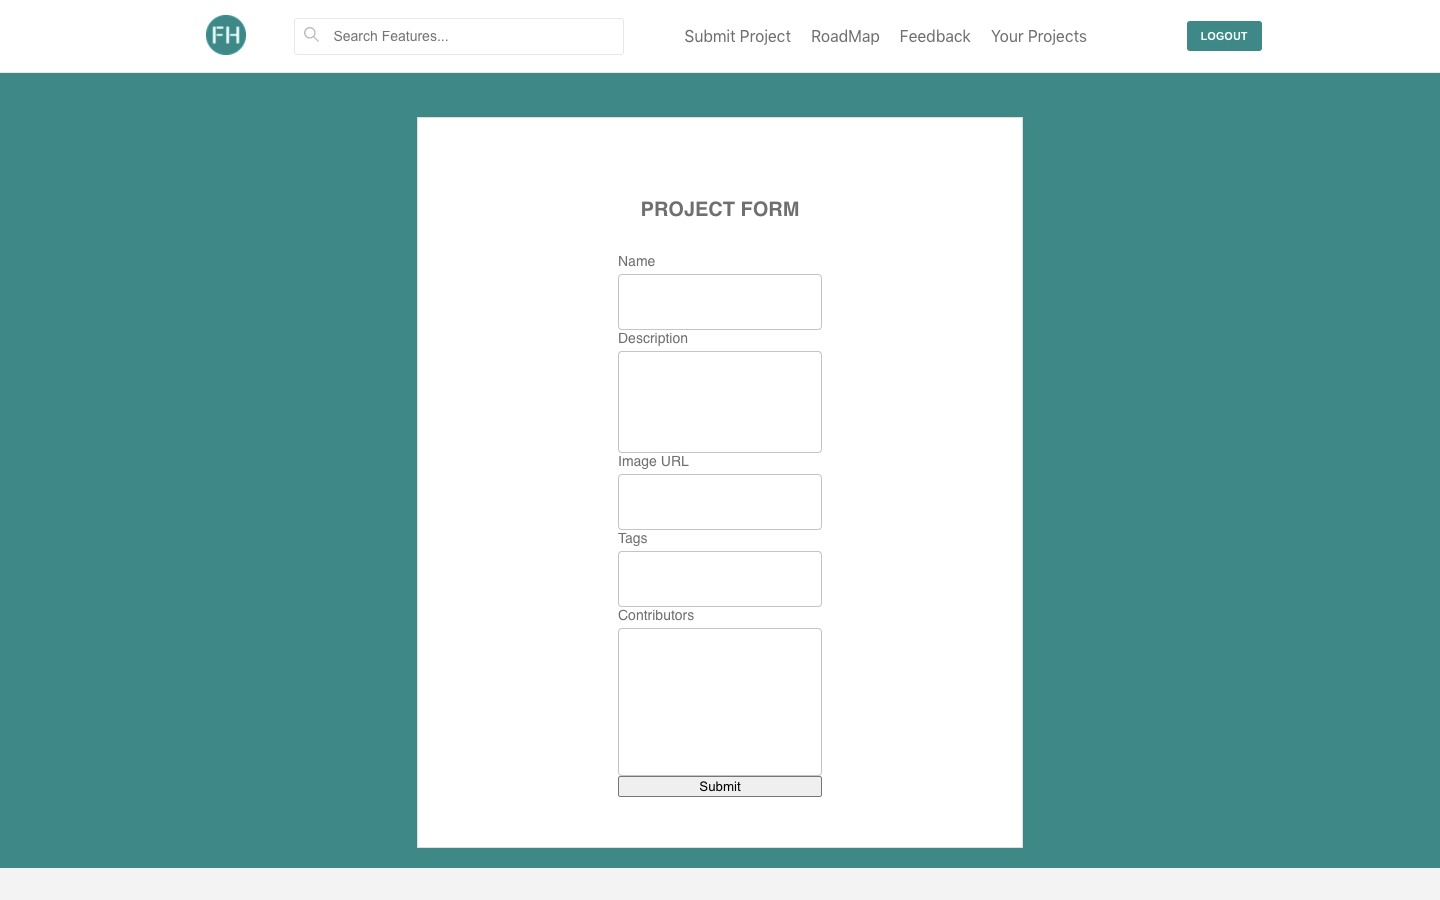 FH
Search Features...
Submit Project RoadMap Feedback Your Projects
LOGOUT
PROJECT FORM
Name
Description
Image URL
Tags
Contributors
Submit